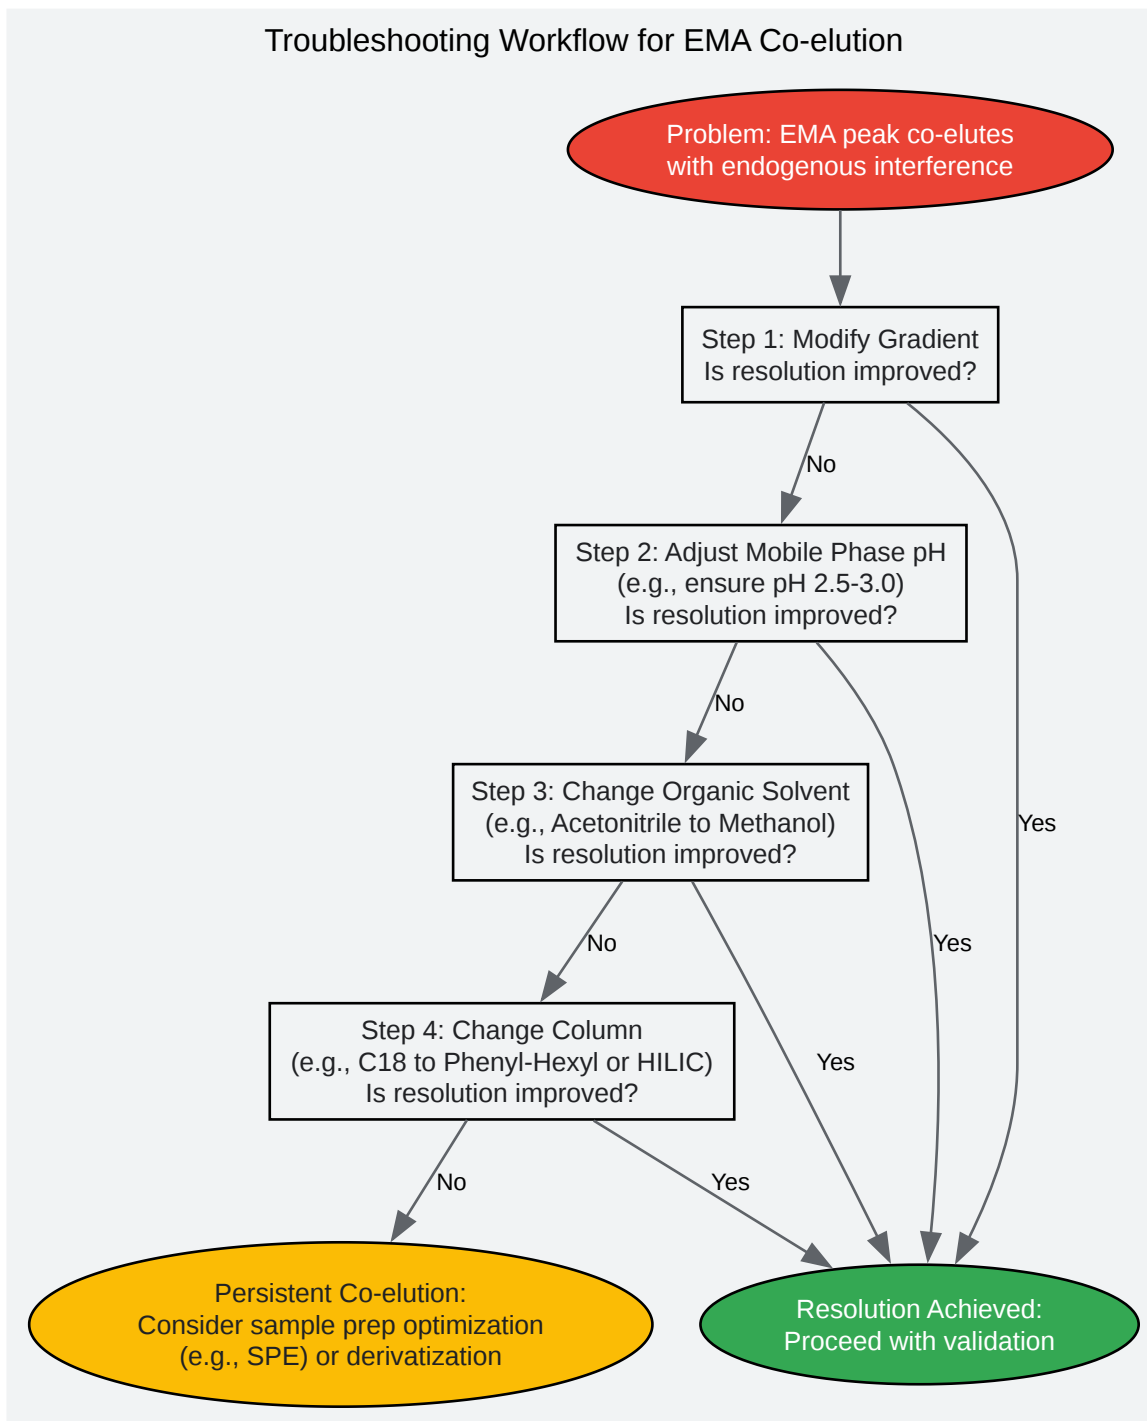 Troubleshooting Workflow for EMA Co-elution
Problem: EMA peak co-elutes
with endogenous interference
Step 1: Modify Gradient
Is resolution improved?
No
Step 2: Adjust Mobile Phase pH
(e.g., ensure pH 2.5-3.0)
Is resolution improved?
No
Step 3: Change Organic Solvent
(e.g., Acetonitrile to Methanol)
Is resolution improved?
Yes
No
Yes
Step 4: Change Column
(e.g., C18 to Phenyl-Hexyl or HILIC)
Is resolution improved?
Yes
No
Yes
Persistent Co-elution:
Consider sample prep optimization
(e.g., SPE) or derivatization
Resolution Achieved:
Proceed with validation